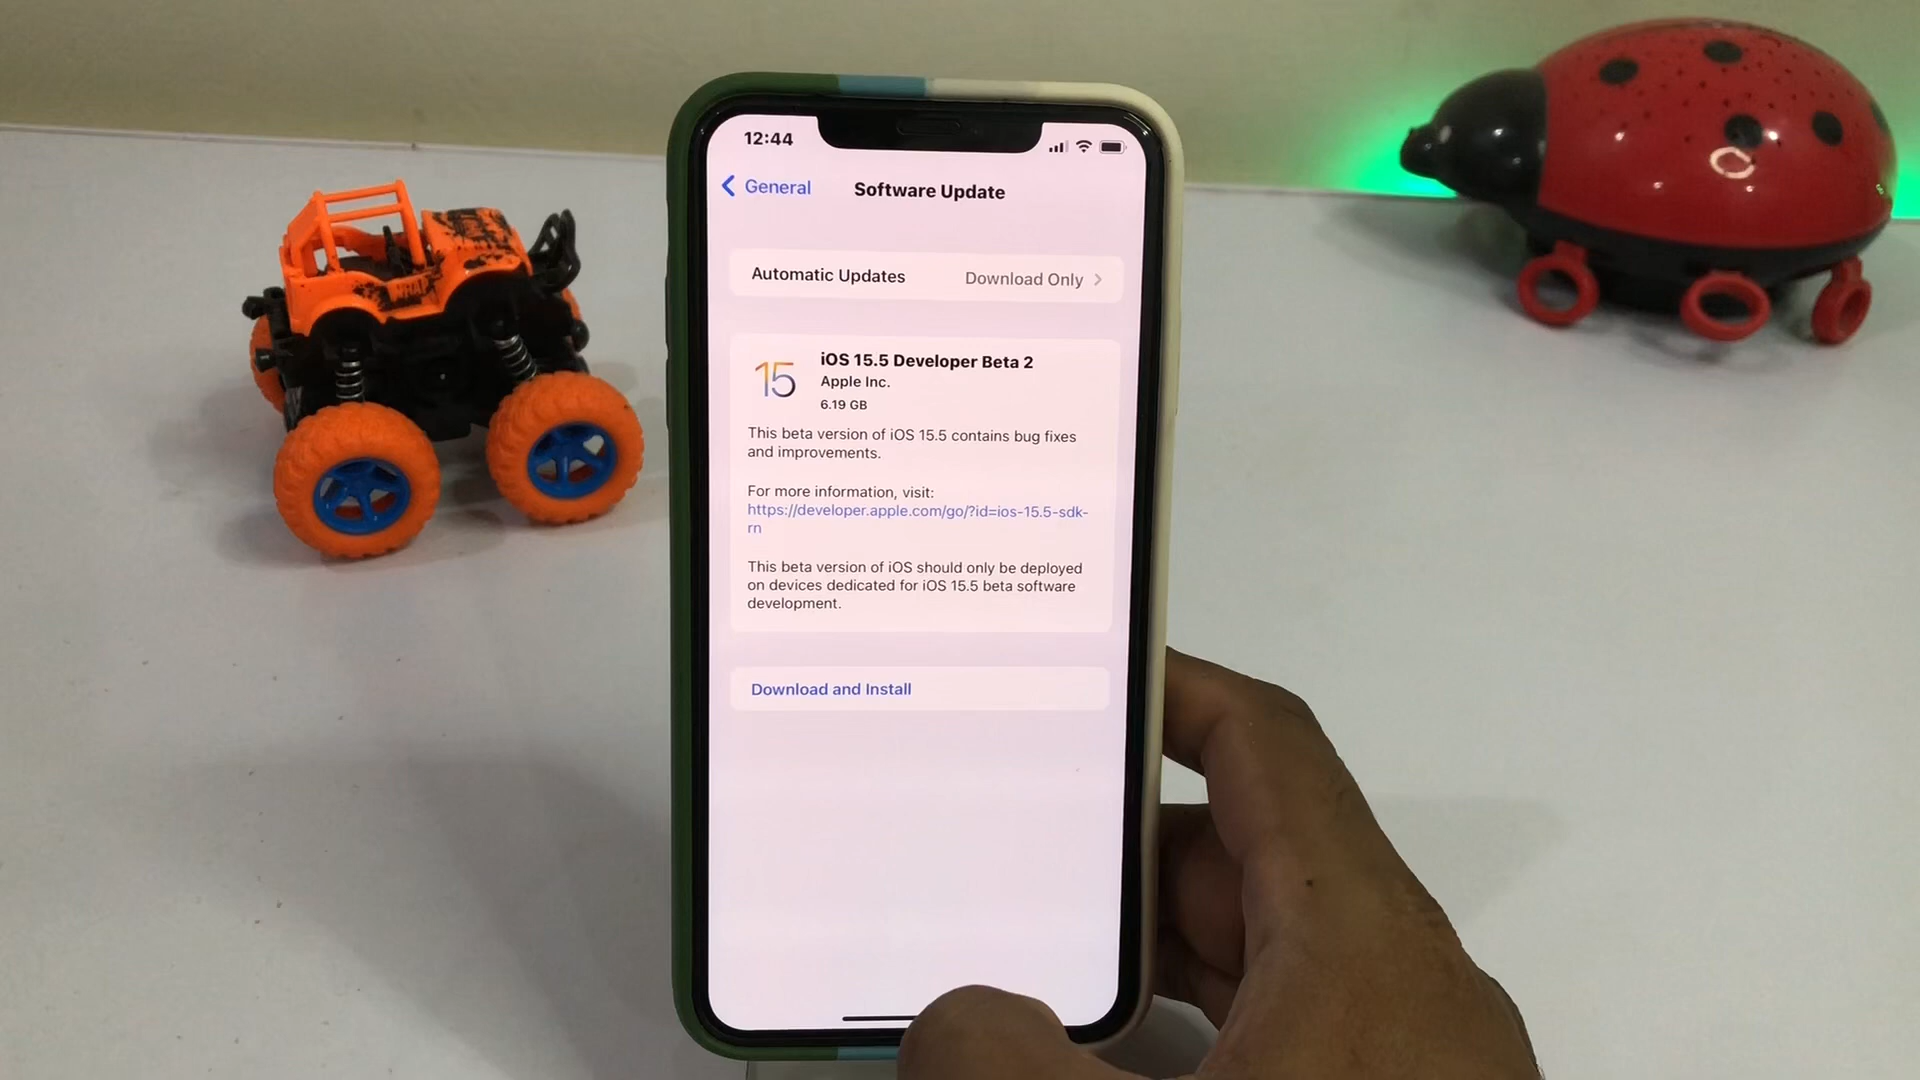 12:44
General
Software Update
Automatic Updates
Download Only
15
iOS 15.5 Developer Beta 2
Apple Inc.
6.19 GB
This beta version of iOS 15.5 contains bug fixes
and improvements.
For more information, visit:
https://developer.apple.com/go/?id=ios-15.5-sdk-
rn
This beta version of iOS should only be deployed
on devices dedicated for iOS 15.5 beta software
development.
Download and Install